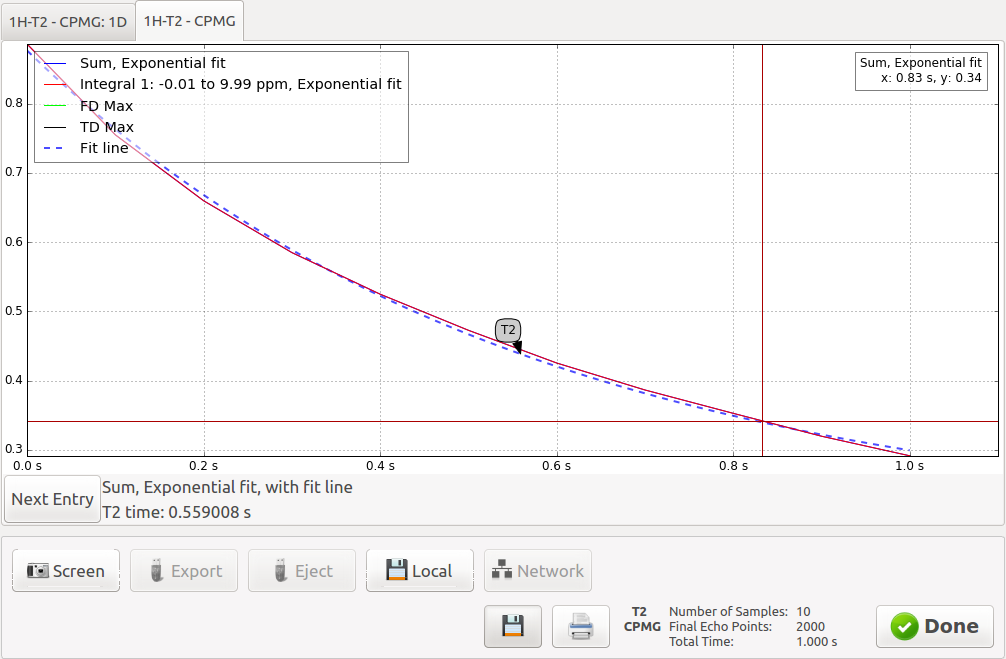 1H-T2 - CPMG: 1D
1H-T2 - CPMG
Sum, Exponential fit
Integral 1: -0.01 to 9.99 ppm, Exponential fit
FD Max
TD Max
Fit line
Sum, Exponential fit
x: 0.83 s, y: 0.34
0.8
0.7
0.6
0.5
0.4
0.3
T2
0.0 s
0.2 s
0.4 s
0.6 s
0.8 s
1.0 s
Next Entry
Sum, Exponential fit, with fit line
T2 time: 0.559008 s
Screen
Export
Eject
Local
Network
T2
CPMG
Number of Samples: 10
Final Echo Points: 2000
Total Time: 1.000 s
Done